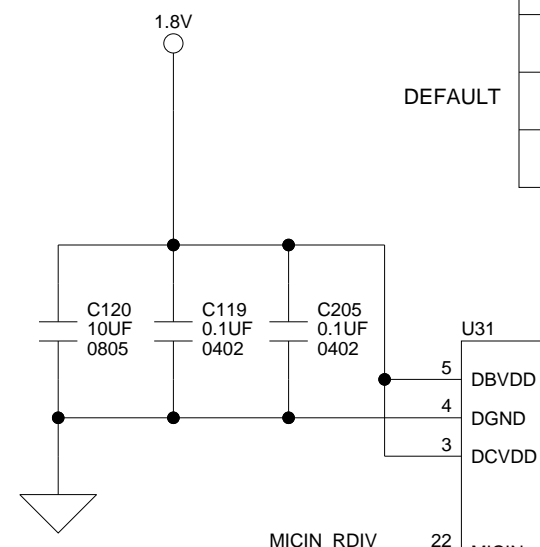 1.8V
DEFAULT
C120
10UF
0805
C119
0.1UF
0402
C205
0.1UF
0402
U31
5 DBVDD
4 DGND
3 DCVDD
MICIN_RDIV 22